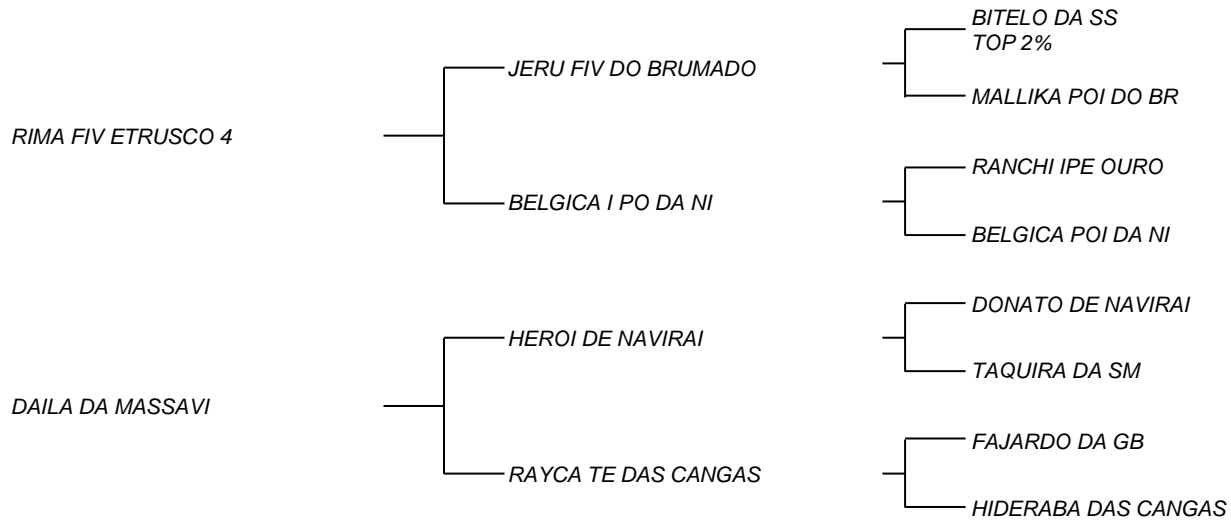 BITELO DA SS
TOP 2%
JERU FIV DO BRUMADO
MALLIKA POI DO BR
RIMA FIV ETRUSCO 4
RANCHI IPE OURO
BELGICA I PO DA NI
BELGICA POI DA NI
DONATO DE NAVIRAI
HEROI DE NAVIRAI
TAQUIRA DA SM
DAILA DA MASSAVI
FAJARDO DA GB
RAYCA TE DAS CANGAS
HIDERABA DAS CANGAS